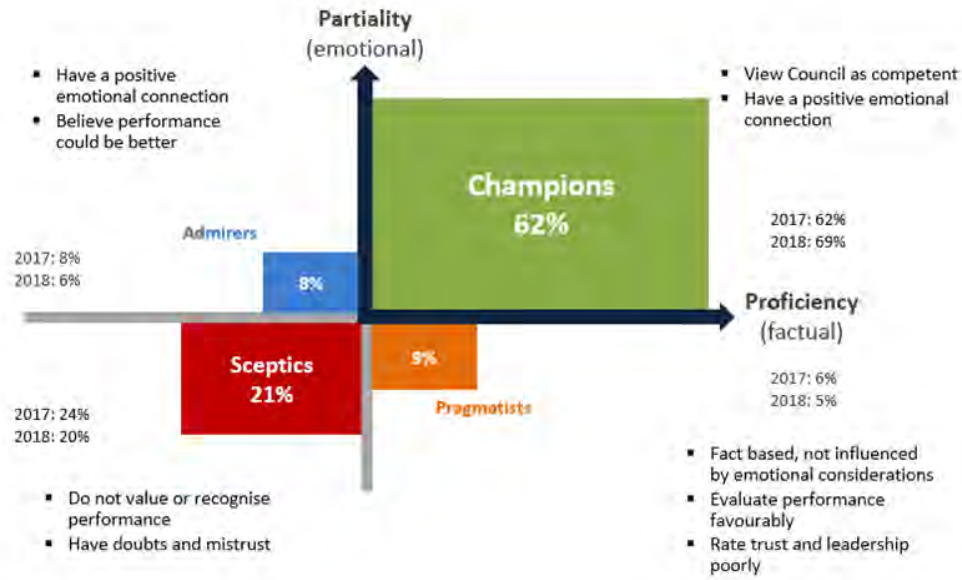 Partiality
(emotional)
▪ Have a positive
emotional connection
▪ Believe performance
could be better
▪ View Council as competent
▪ Have a positive emotional
connection
Champions
62%
2017: 62%
2018: 69%
Admirers
2017: 8%
2018: 6%
8%
Proficiency
(factual)
Sceptics
21%
9%
Pragmatists
2017: 6%
2018: 5%
2017: 24%
2018: 20%
▪ Do not value or recognise
performance
▪ Have doubts and mistrust
▪ Fact based, not influenced
by emotional considerations
▪ Evaluate performance
favourably
▪ Rate trust and leadership
poorly